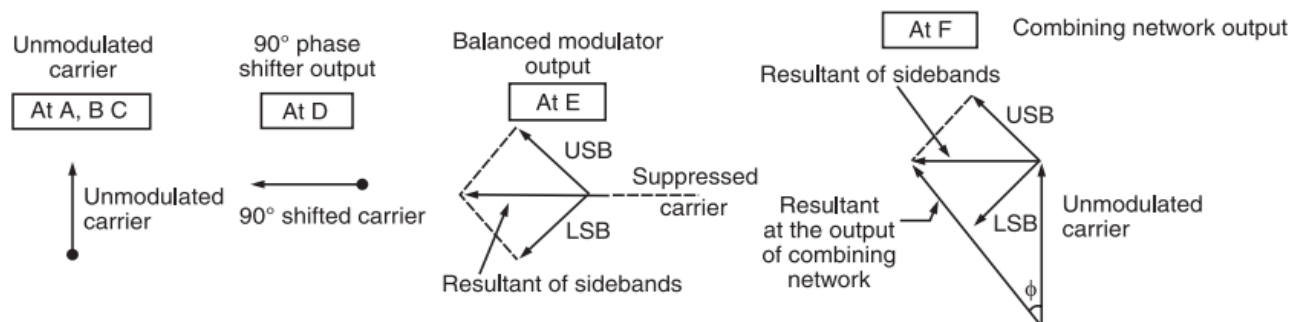 Unmodulated
carrier
At A, B C
Unmodulated
carrier
90° phase
shifter output
At D
90° shifted carrier
Balanced modulator
output
At E
USB
Suppressed
carrier
LSB
Resultant of sidebands
At F
Combining network output
Resultant of sidebands
USB
Resultant
at the output
of combining
network
LSB
Unmodulated
carrier
ϕ